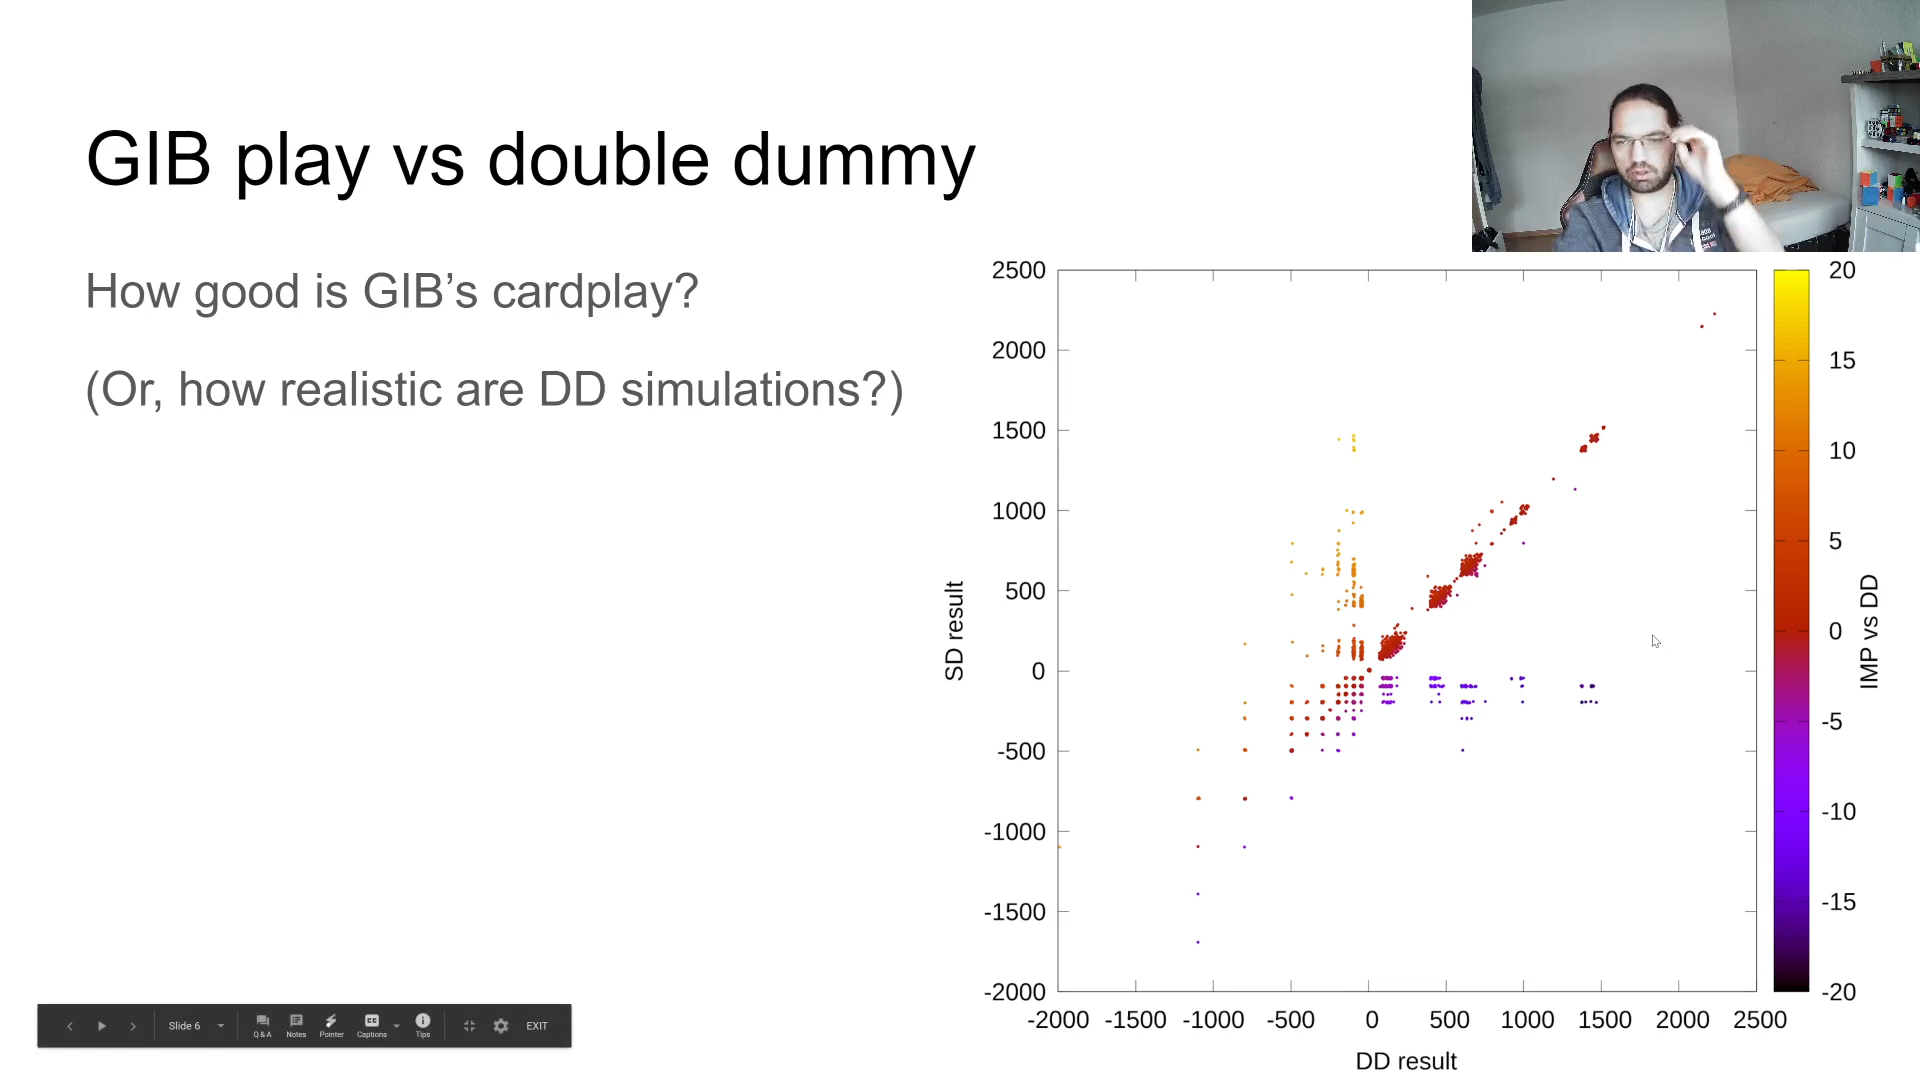 GIB play vs double dummy
How good is GIB's cardplay?
(Or, how realistic are DD simulations?)
2500
2000
1500
1000
500
0
-500
-1000
-1500
-2000
SD result
-2000 -1500 -1000 -500 0 500 1000 1500 2000 2500
DD result
20
15
10
5
0
-5
-10
-15
-20
IMP vs DD
Slide 6
Q & A
Notes
Pointer
CC
Captions
Tips
EXIT